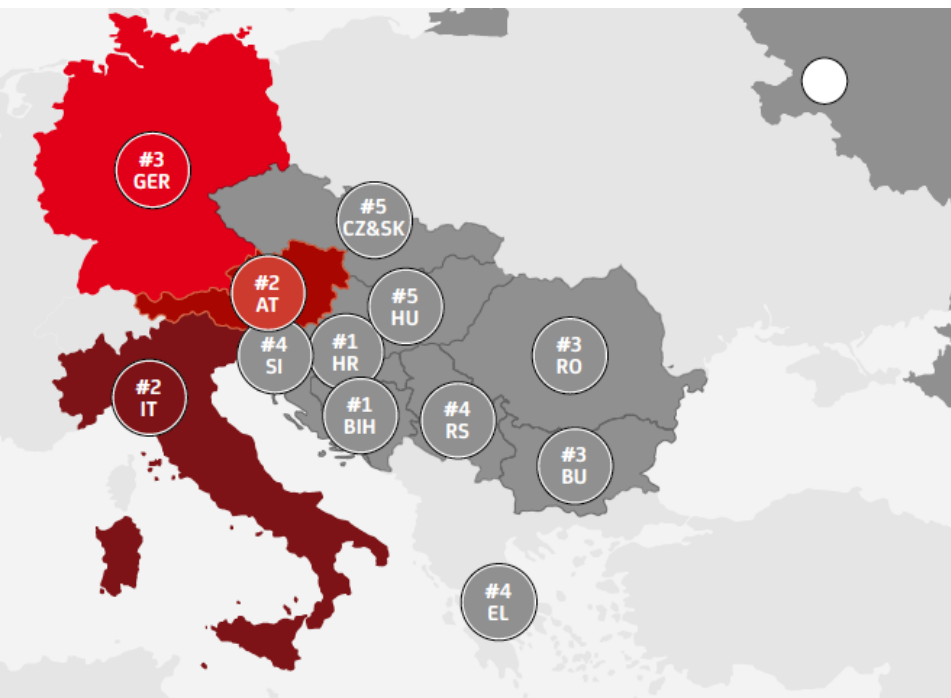 #3
GER
#5
CZ&SK
#2
AT
#5
HU
#4
SI
#1
HR
#3
RO
#2
IT
#1
BIH
#4
RS
#3
BU
#4
EL